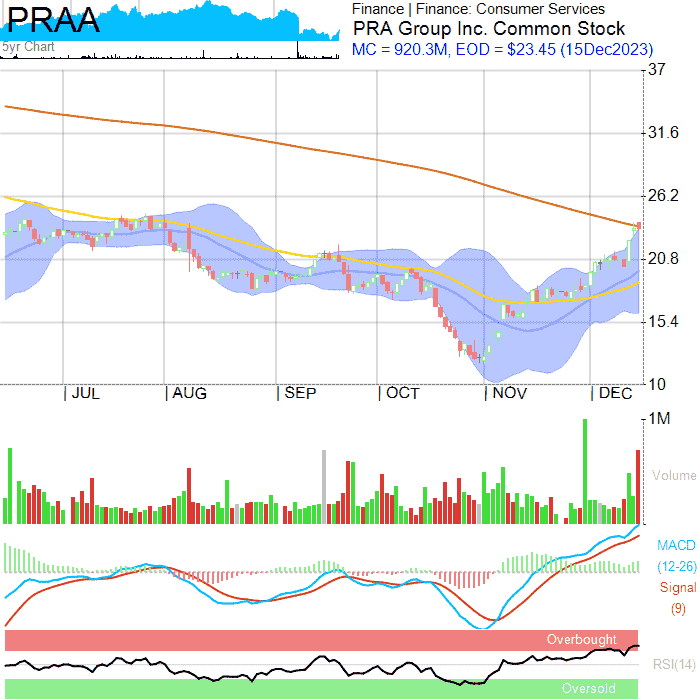 PRAA
5yr Chart
Finance | Finance: Consumer Services
PRA Group Inc. Common Stock
MC = 920.3M, EOD = $23.45 (15Dec2023)
37
31.6
26.2
20.8
15.4
10
| JUL | AUG | SEP | OCT | NOV | DEC
1M
Volume
MACD
(12-26)
Signal
(9)
Overbought
RSI(14)
Oversold